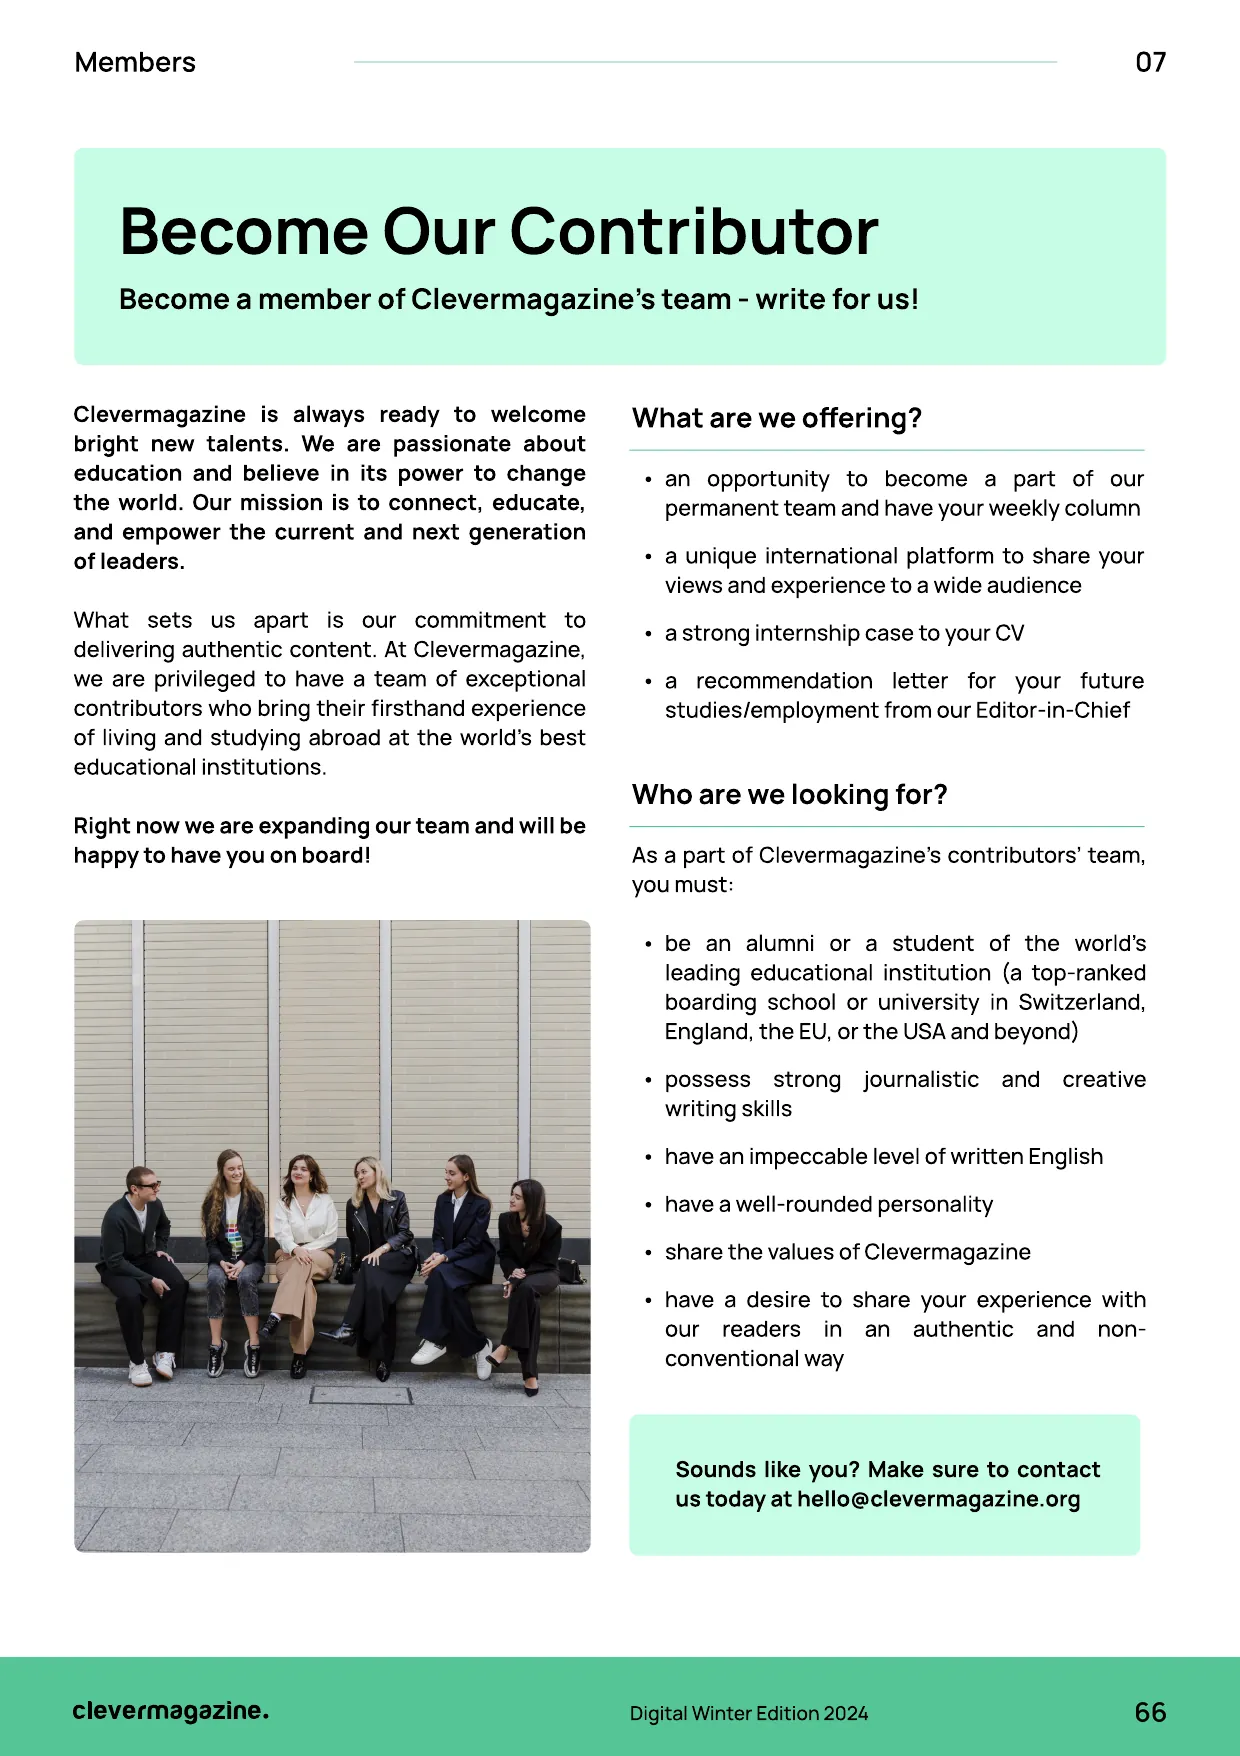 Members
07
Become Our Contributor
Become a member of Clevermagazine's team - write for us!
Clevermagazine is always ready to welcome
bright new talents. We are passionate about
education and believe in its power to change
the world. Our mission is to connect, educate,
and empower the current and next generation
of leaders.
What sets us apart is our commitment to
delivering authentic content. At Clevermagazine,
we are privileged to have a team of exceptional
contributors who bring their firsthand experience
of living and studying abroad at the world's best
educational institutions.
Right now we are expanding our team and will be
happy to have you on board!
What are we offering?
• an opportunity to become a part of our
permanent team and have your weekly column
• a unique international platform to share your
views and experience to a wide audience
• a strong internship case to your CV
• a recommendation letter for your future
studies/employment from our Editor-in-Chief
Who are we looking for?
As a part of Clevermagazine's contributors' team,
you must:
• be an alumni or a student of the world's
leading educational institution (a top-ranked
boarding school or university in Switzerland,
England, the EU, or the USA and beyond)
• possess strong journalistic and creative
writing skills
• have an impeccable level of written English
• have a well-rounded personality
• share the values of Clevermagazine
• have a desire to share your experience with
our readers in an authentic and non-
conventional way
Sounds like you? Make sure to contact
us today at hello@clevermagazine.org
clevermagazine.
Digital Winter Edition 2024
66